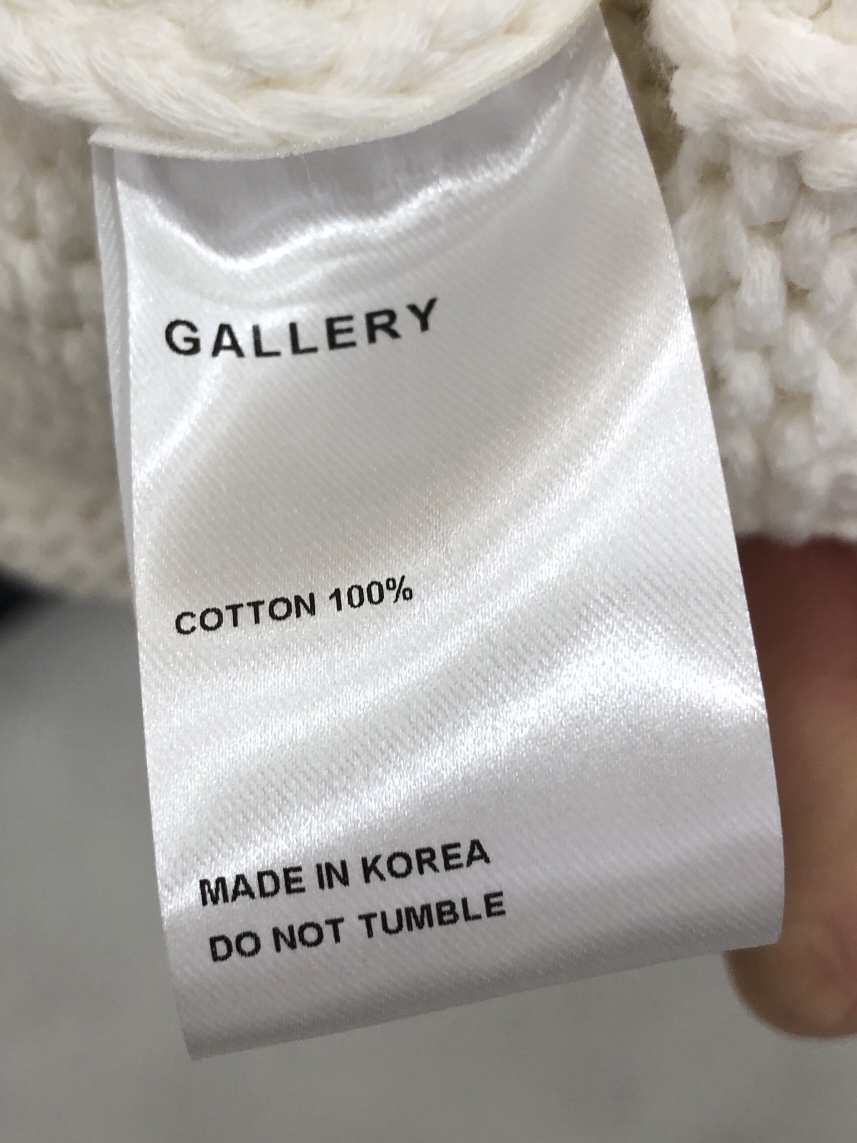 GALLERY
COTTON 100%
MADE IN KOREA
DO NOT TUMBLE